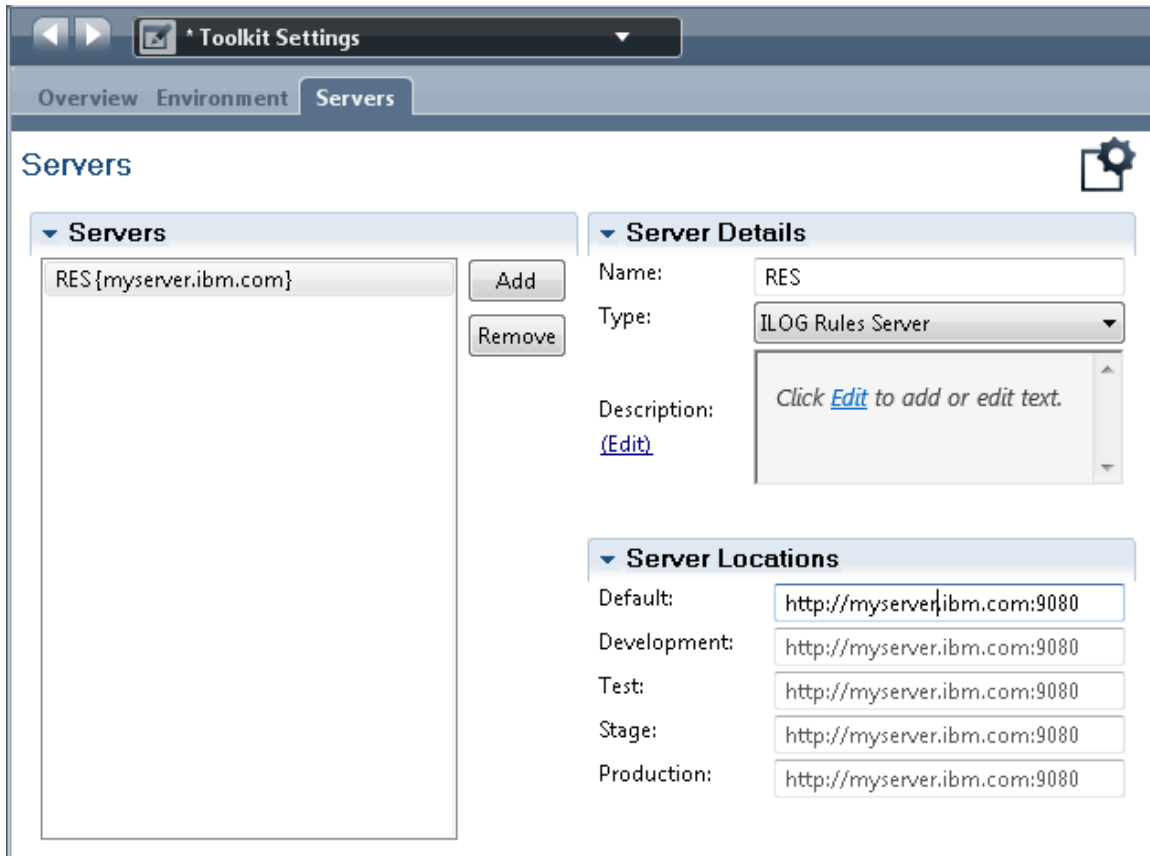 * Toolkit Settings
Overview Environment Servers
Servers
Servers
RES {myserver.ibm.com}
Add
Remove
Server Details
Name: RES
Type: ILOG Rules Server
Description:
(Edit)
Click Edit to add or edit text.
Server Locations
Default: http://myserver.ibm.com:9080
Development: http://myserver.ibm.com:9080
Test: http://myserver.ibm.com:9080
Stage: http://myserver.ibm.com:9080
Production: http://myserver.ibm.com:9080